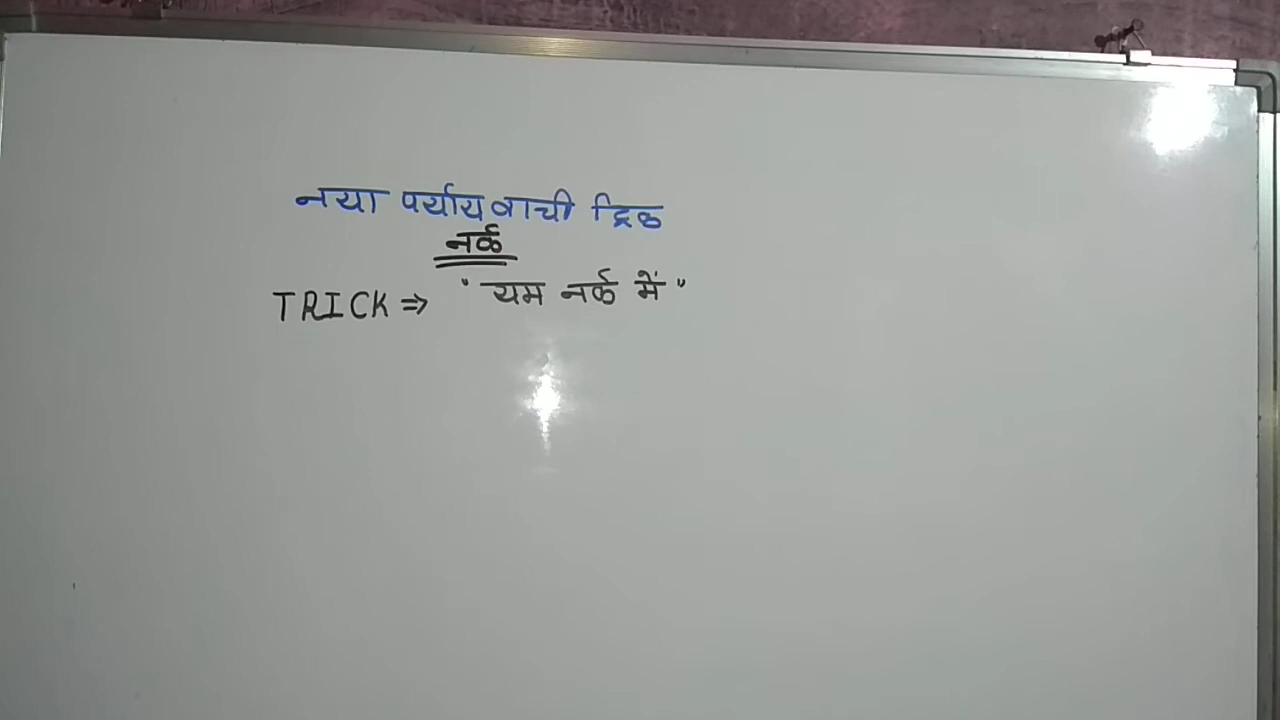 नया पर्यायवाची ट्रिक
नर्क
TRICK ⇒ " यम नर्क में "